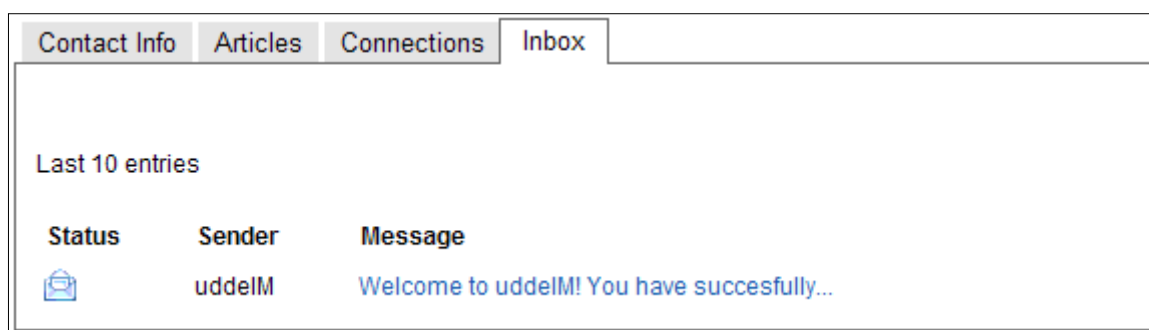 Contact Info Articles Connections Inbox
Last 10 entries
Status Sender Message
uddeIM Welcome to uddeIM! You have succesfully...